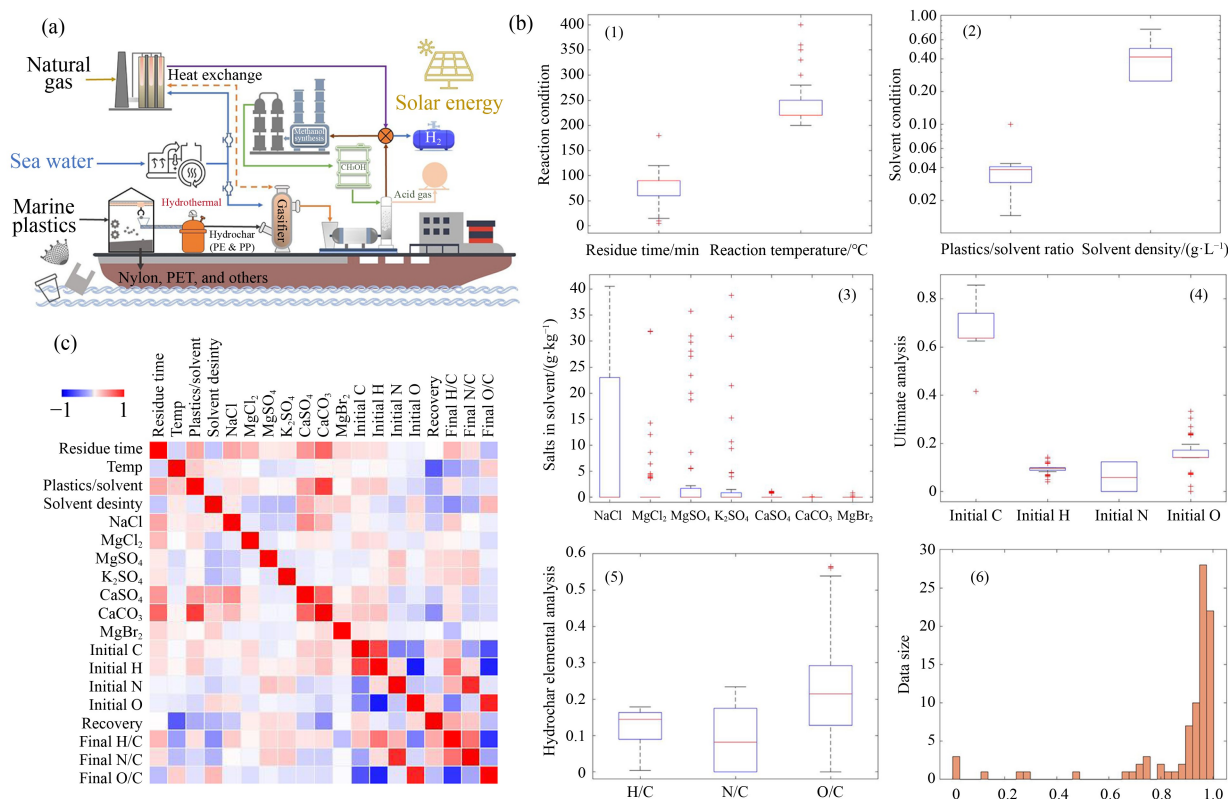 (a)
Natural
gas
Heat exchange
Solar energy
Methanol
synthesis
H₂
Sea water
CH₃OH
Acid gas
Marine
plastics
Hydrothermal
Gasifier
Hydrochar
(PE & PP)
Nylon, PET, and others
(b)
(1)
Reaction condition
400
350
300
250
200
150
100
50
0
Residue time/min
Reaction temperature/°C
(2)
Solvent condition
1.00
0.60
0.40
0.10
0.06
0.04
0.02
Plastics/solvent ratio
Solvent density/(g·L⁻¹)
(3)
Salts in solvent/(g·kg⁻¹)
40
35
30
25
20
15
10
5
0
NaCl
MgCl₂
MgSO₄
K₂SO₄
CaSO₄
CaCO₃
MgBr₂
(4)
Ultimate analysis
0.8
0.6
0.4
0.2
0
Initial C
Initial H
Initial N
Initial O
(5)
Hydrochar elemental analysis
0.6
0.5
0.4
0.3
0.2
0.1
0
H/C
N/C
O/C
(6)
Data size
30
25
20
15
10
5
0
0
0.2
0.4
0.6
0.8
1.0
(c)
−1
1
Residue time
Temp
Plastics/solvent
Solvent desinty
NaCl
MgCl₂
MgSO₄
K₂SO₄
CaSO₄
CaCO₃
MgBr₂
Initial C
Initial H
Initial N
Initial O
Recovery
Final H/C
Final N/C
Final O/C
Residue time
Temp
Plastics/solvent
Solvent desinty
NaCl
MgCl₂
MgSO₄
K₂SO₄
CaSO₄
CaCO₃
MgBr₂
Initial C
Initial H
Initial N
Initial O
Recovery
Final H/C
Final N/C
Final O/C